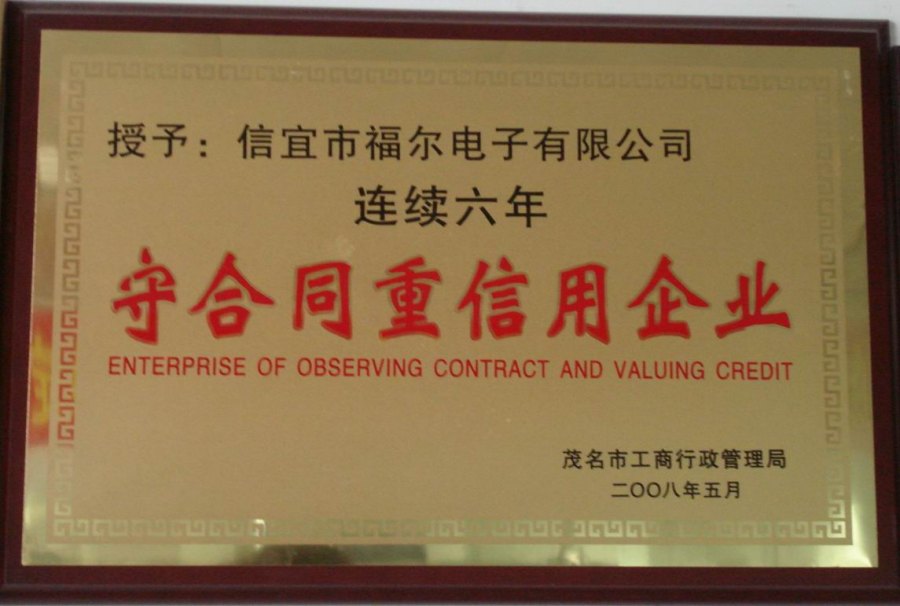 授予：信宜市福尔电子有限公司
连续六年
守合同重信用企业
ENTERPRISE OF OBSERVING CONTRACT AND VALUING CREDIT
茂名市工商行政管理局
二〇〇八年五月